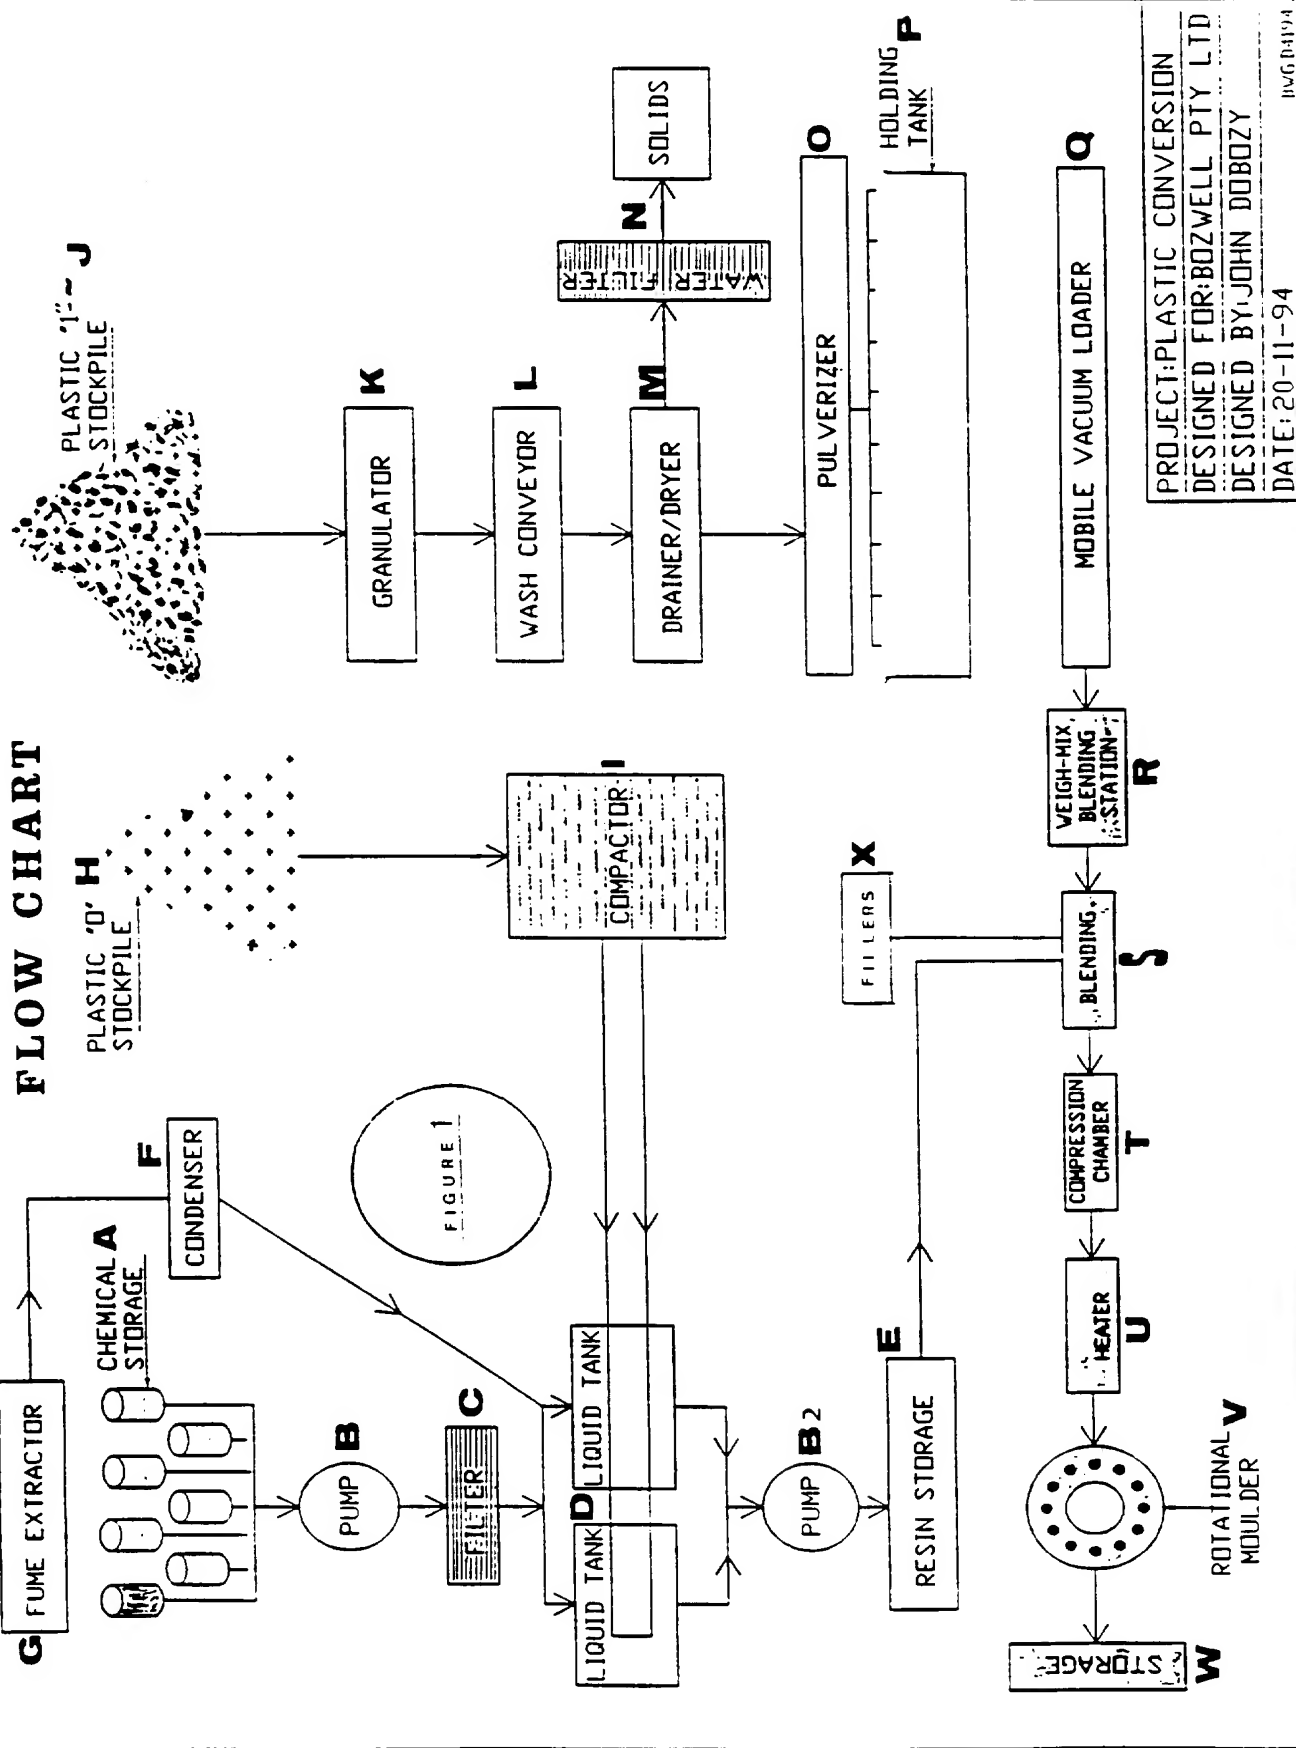 FLOW CHART
G
FUME EXTRACTOR
F
CONDENSER
CHEMICAL A
STORAGE
B
PUMP
C
FILTER
D
LIQUID TANK
LIQUID TANK
B2
PUMP
E
RESIN STORAGE
FIGURE 1
PLASTIC "0" H
STOCKPILE
I
COMPACTOR
PLASTIC "1"~ J
STOCKPILE
K
GRANULATOR
L
WASH CONVEYOR
M
DRAINER/DRYER
WATER
FILTER
N
SOLIDS
O
PULVERIZER
HOLDING
TANK
P
Q
MOBILE VACUUM LOADER
WEIGH-MIX,
BLENDING
STATION
R
X
FILLERS
BLENDING
S
COMPRESSION
CHAMBER
T
HEATER
U
ROTATIONAL V
MOULDER
STORAGE
W
PROJECT:PLASTIC CONVERSION
DESIGNED FOR:BOZWELL PTY LTD
DESIGNED BY:JOHN DOBOZY
DATE:20-11-94